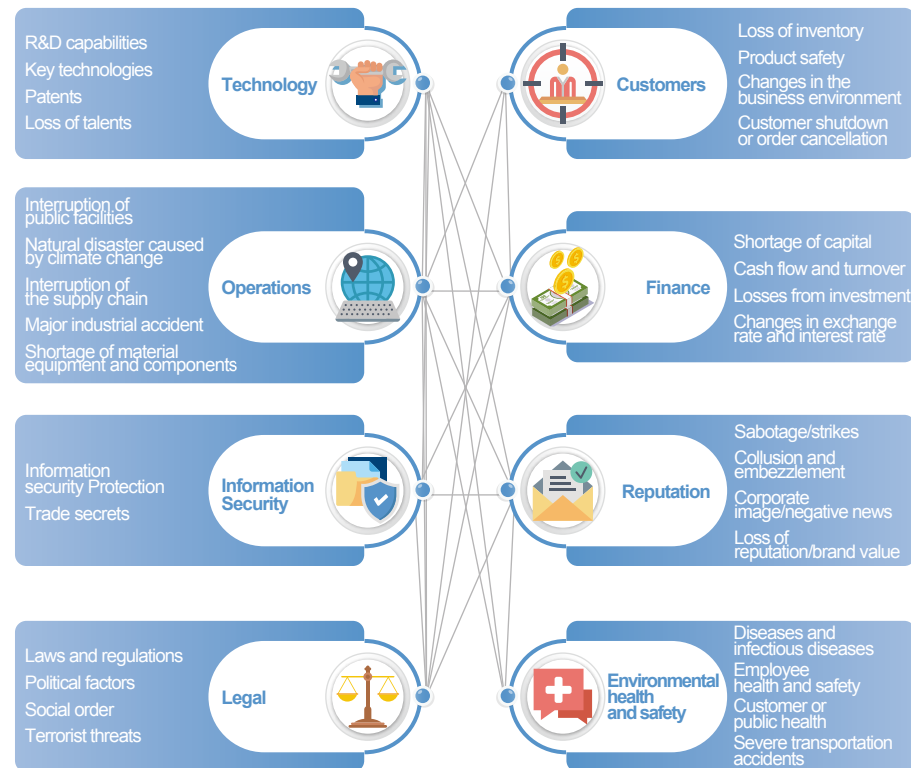 R&D capabilities
Key technologies
Patents
Loss of talents
Technology
Customers
Loss of inventory
Product safety
Changes in the
business environment
Customer shutdown
or order cancellation
Interruption of
public facilities
Natural disaster caused
by climate change
Interruption of
the supply chain
Major industrial accident
Shortage of material
equipment and components
Operations
Finance
Shortage of capital
Cash flow and turnover
Losses from investment
Changes in exchange
rate and interest rate
Information
security Protection
Trade secrets
Information
Security
Reputation
Sabotage/strikes
Collusion and
embezzlement
Corporate
image/negative news
Loss of
reputation/brand value
Laws and regulations
Political factors
Social order
Terrorist threats
Legal
Environmental
health
and safety
Diseases and
infectious diseases
Employee
health and safety
Customer or
public health
Severe transportation
accidents